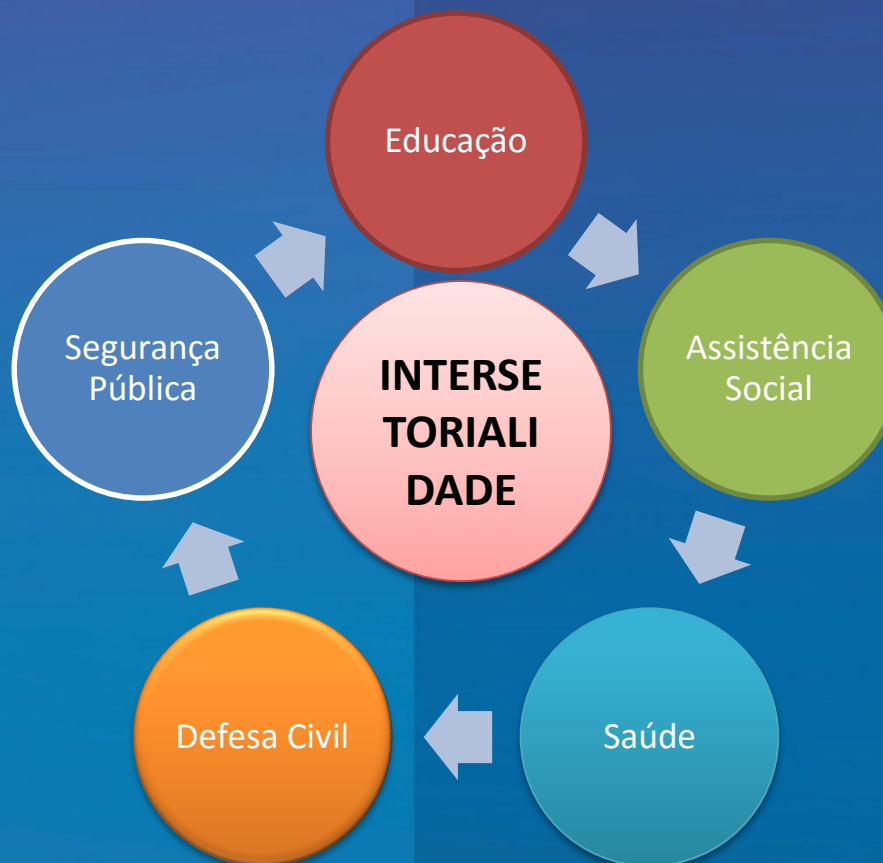 Educação
Segurança
Pública
Assistência
Social
INTERSE
TORIALI
DADE
Defesa Civil
Saúde